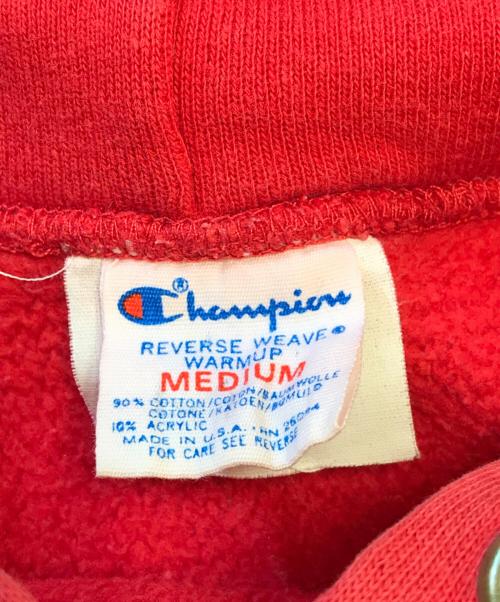 Champion®
REVERSE WEAVE®
WARMUP
MEDIUM
90% COTTON/COTON/BAUMWOLLE
COTONE/KATOEN/BOMULD
10% ACRYLIC
MADE IN U.S.A. · RN 26094
FOR CARE SEE REVERSE